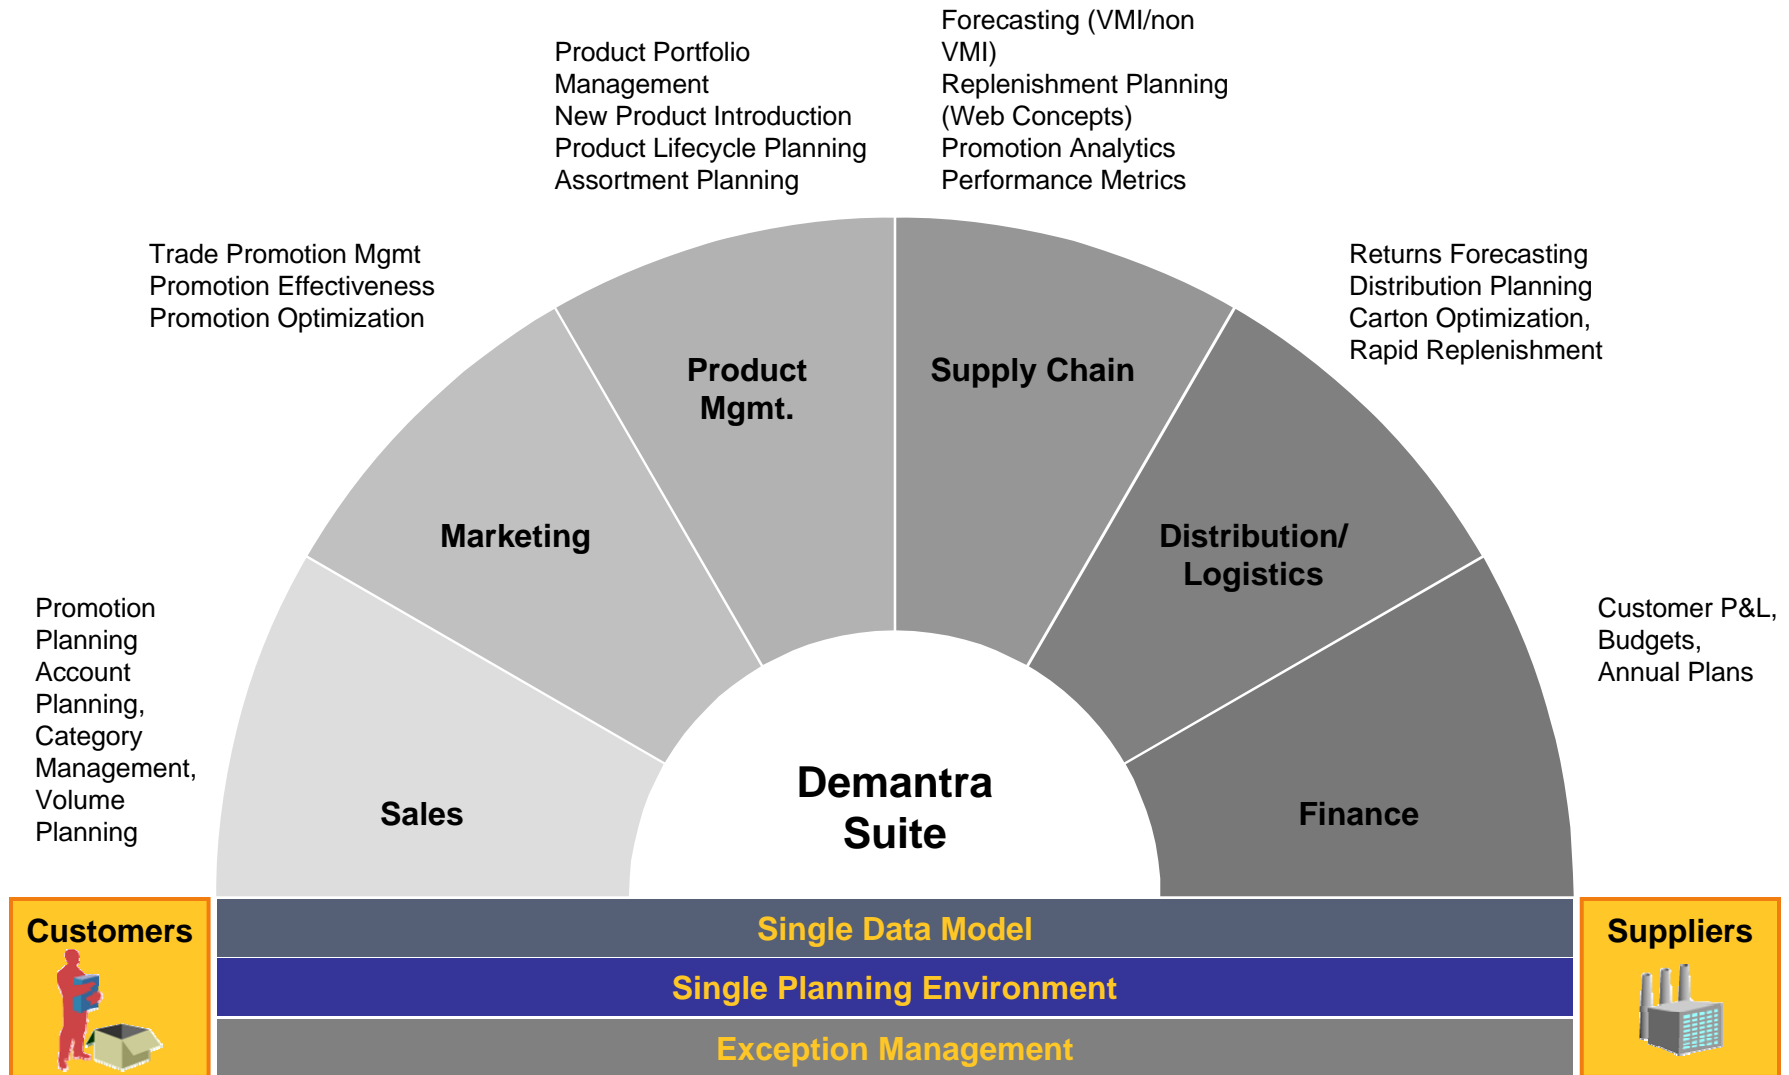 Forecasting (VMI/non
VMI)
Replenishment Planning
(Web Concepts)
Promotion Analytics
Performance Metrics
Product Portfolio
Management
New Product Introduction
Product Lifecycle Planning
Assortment Planning
Trade Promotion Mgmt
Promotion Effectiveness
Promotion Optimization
Returns Forecasting
Distribution Planning
Carton Optimization,
Rapid Replenishment
Product
Mgmt.
Supply Chain
Marketing
Distribution/
Logistics
Promotion
Planning
Account
Planning,
Category
Management,
Volume
Planning
Customer P&L,
Budgets,
Annual Plans
Sales
Demantra
Suite
Finance
Customers
Single Data Model
Suppliers
Single Planning Environment
Exception Management